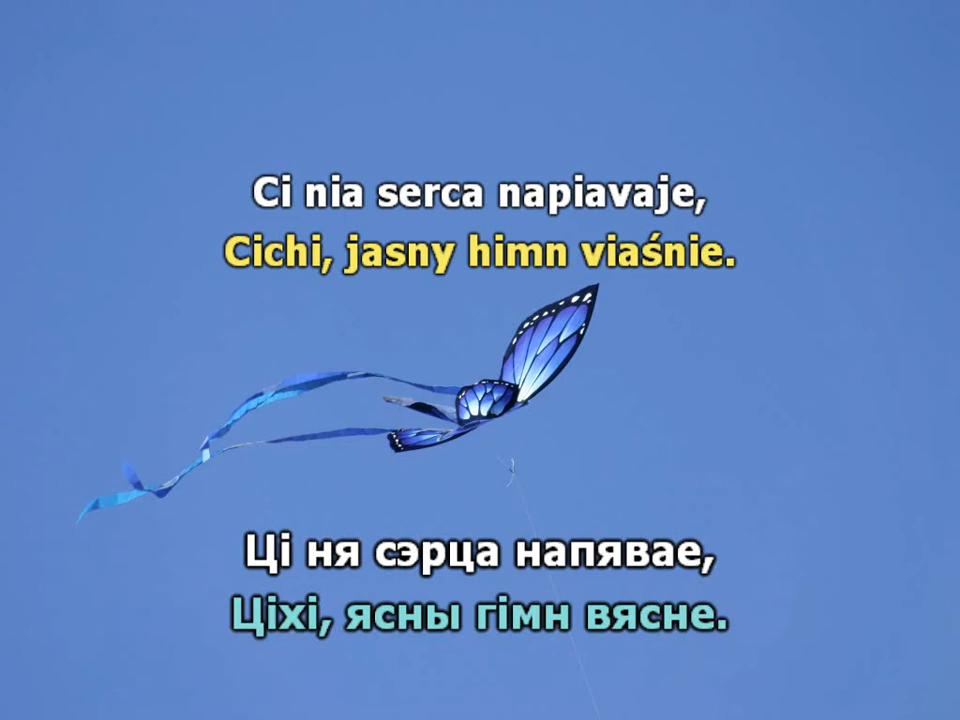 Ci nia serca napiavaje,
Cichi, jasny himn viaśnie.
Ці ня сэрца напявае,
Ціхі, ясны гімн вясне.